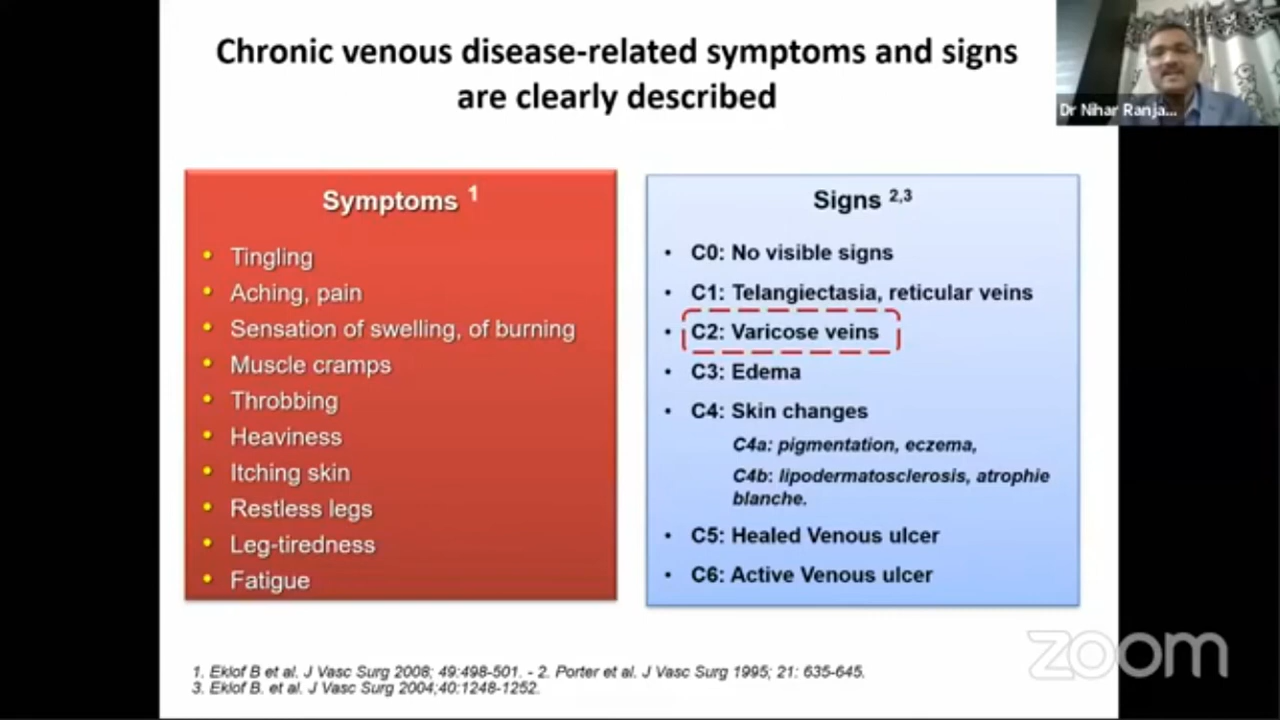 Chronic venous disease-related symptoms and signs
are clearly described
Dr Nihar Ranja...
Symptoms 1
• Tingling
• Aching, pain
• Sensation of swelling, of burning
• Muscle cramps
• Throbbing
• Heaviness
• Itching skin
• Restless legs
• Leg-tiredness
• Fatigue
Signs 2,3
• C0: No visible signs
• C1: Telangiectasia, reticular veins
• C2: Varicose veins
• C3: Edema
• C4: Skin changes
C4a: pigmentation, eczema,
C4b: lipodermatosclerosis, atrophie
blanche.
• C5: Healed Venous ulcer
• C6: Active Venous ulcer
1. Eklof B et al. J Vasc Surg 2008; 49:498-501. - 2. Porter et al. J Vasc Surg 1995; 21: 635-645.
3. Eklof B. et al. J Vasc Surg 2004;40:1248-1252.
zoom